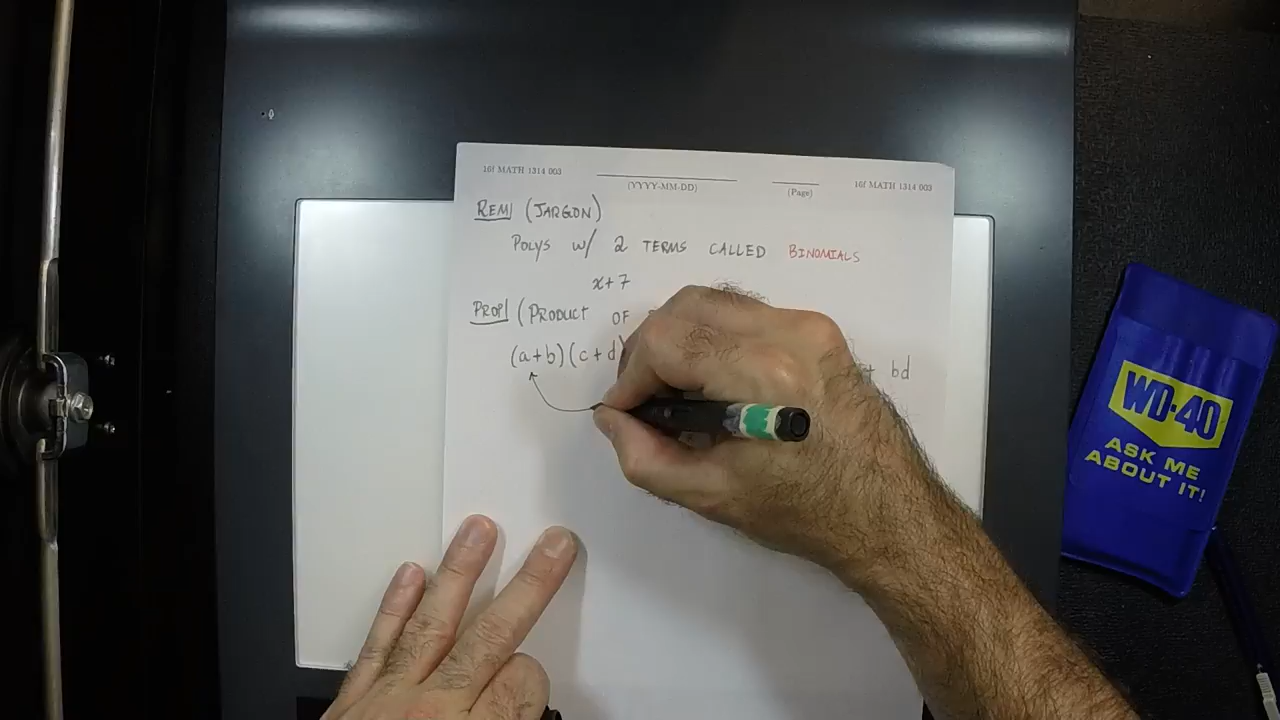 16f MATH 1314 003 (YYYY-MM-DD) (Page) 16f MATH 1314 003
REM (JARGON)
POLYS w/ 2 TERMS CALLED BINOMIALS
x+7
PROP (PRODUCT OF
(a+b)(c+d)
+ bd
WD-40
ASK ME
ABOUT IT!